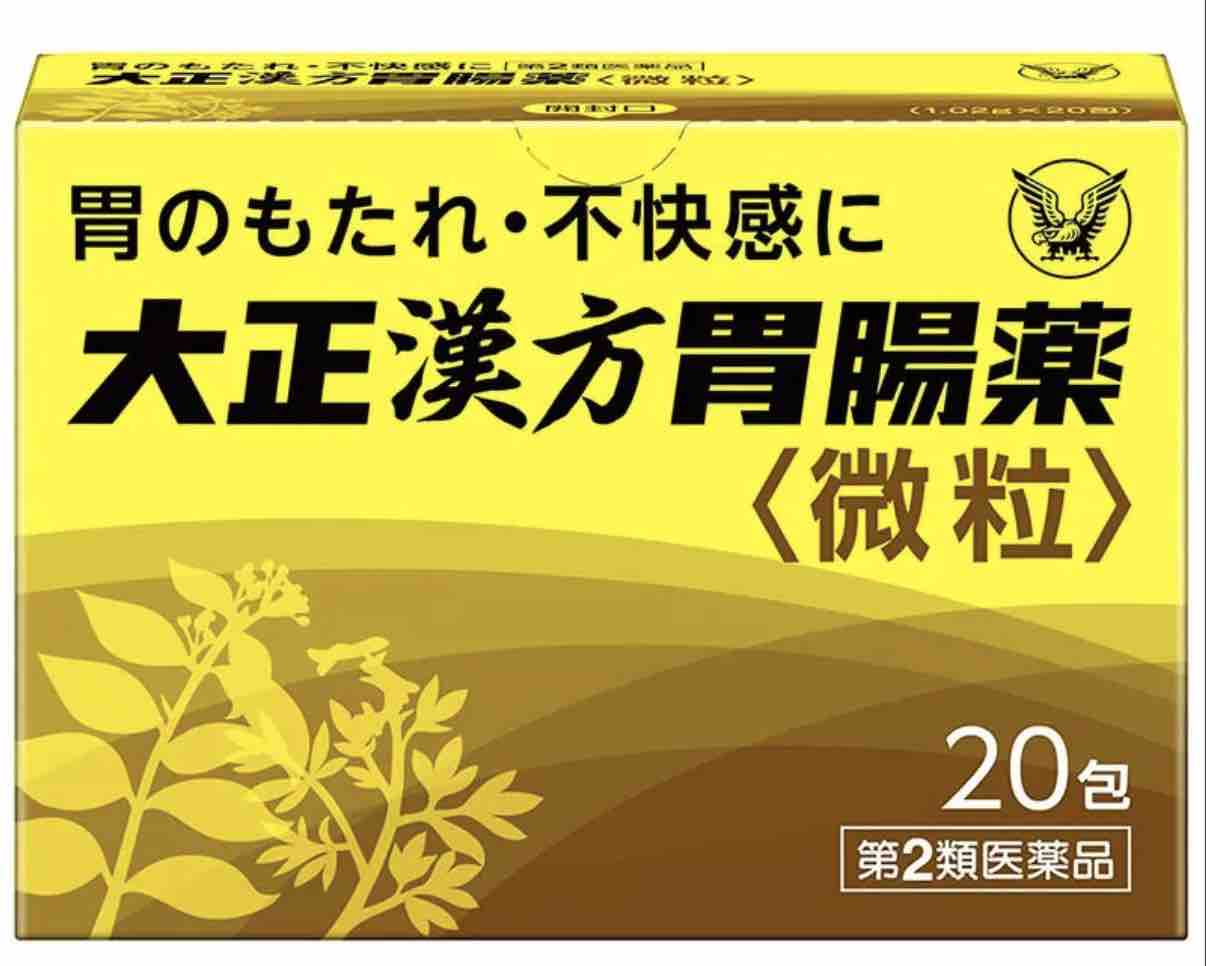 胃のもたれ・不快感に 第2類医薬品
大正漢方胃腸薬〈微粒〉
開封口
(1.02g×20包)
胃のもたれ・不快感に
大正漢方胃腸薬
〈微粒〉
20包
第2類医薬品